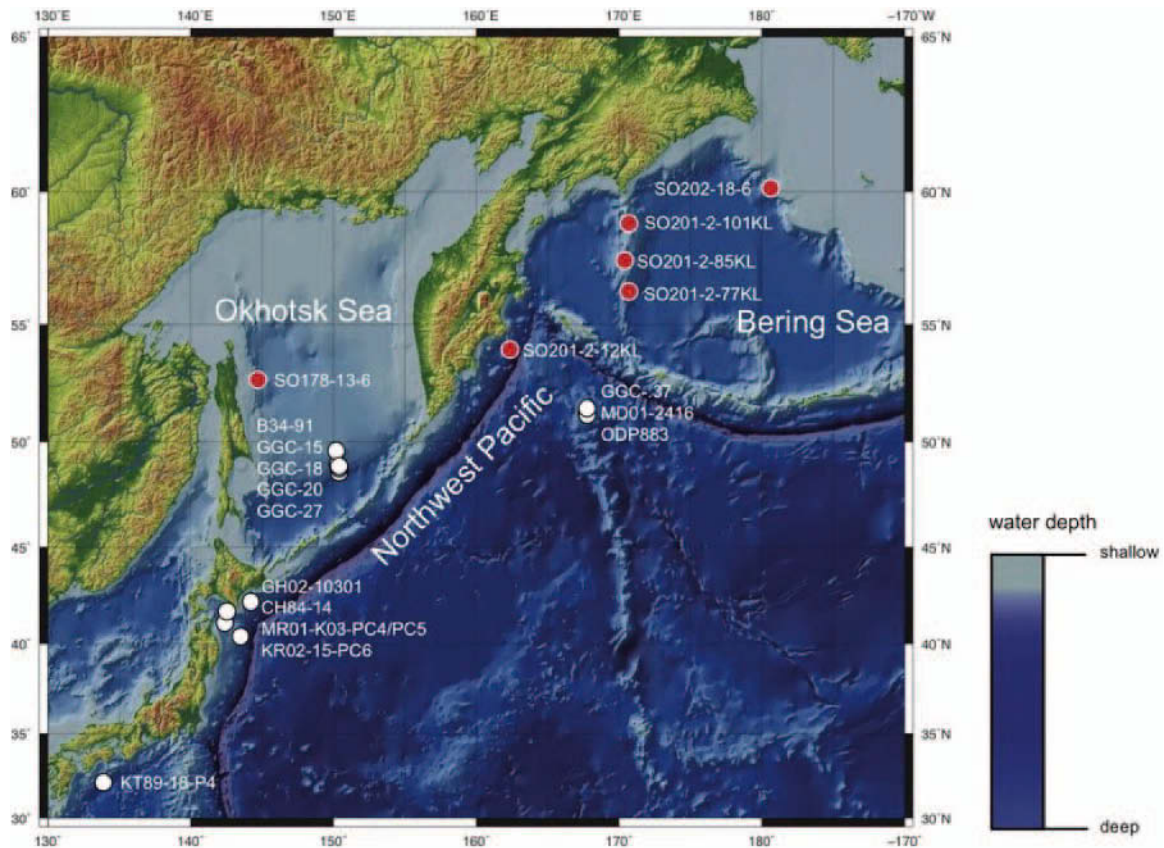 130˚ 140˚ 150˚ 160˚ 170˚ 180˚ -170˚W
65˚ 65˚N
60˚ 60˚N
SO202-18-6
SO201-2-101KL
SO201-2-85KL
SO201-2-77KL
Okhotsk Sea
Bering Sea
55˚ 55˚N
SO201-2-12KL
SO178-13-6
GGC- 37
MD01-2416
ODP883
B34-91
GGC-15
GGC-18
GGC-20
GGC-27
50˚ 50˚N
Northwest Pacific
45˚ 45˚N
GH02-10301
CH84-14
MR01-K03-PC4/PC5
KR02-15-PC6
40˚ 40˚N
35˚ 35˚N
KT89-18-P4
30˚ 30˚N
130˚ 140˚ 150˚ 160˚ 170˚ 180˚ -170˚
water depth
shallow
deep